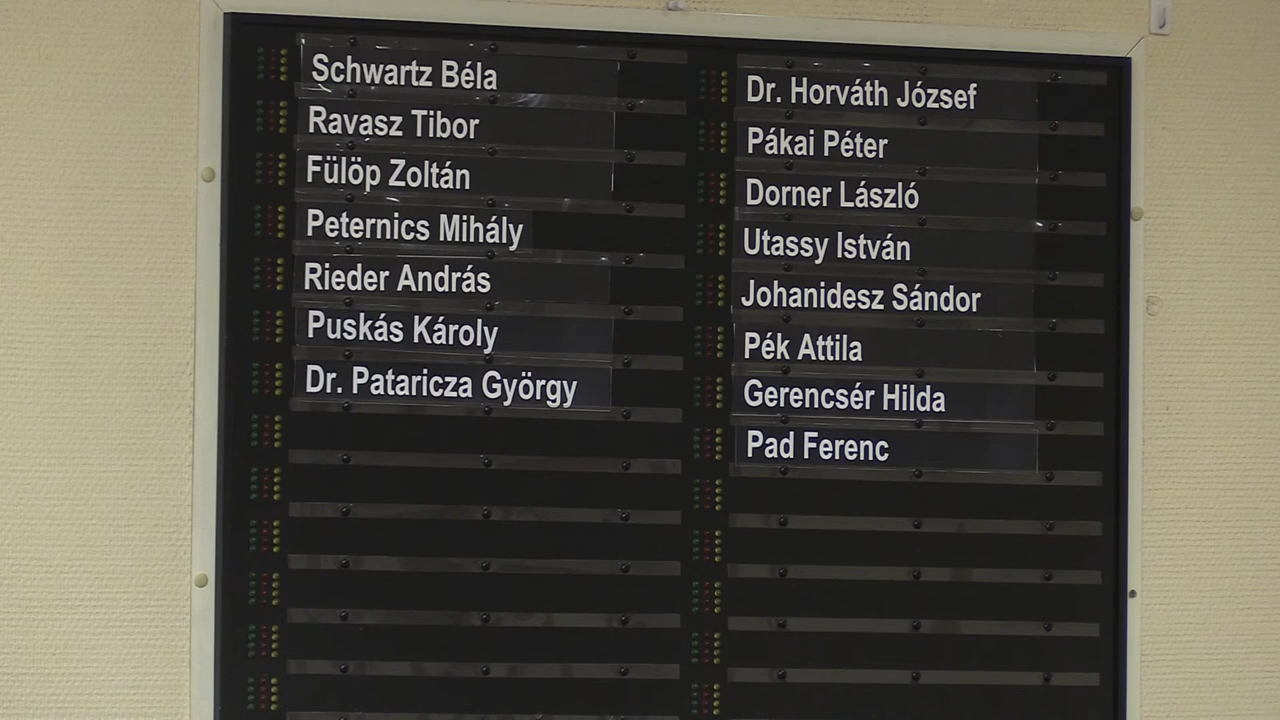 Schwartz Béla
Ravasz Tibor
Fülöp Zoltán
Peternics Mihály
Rieder András
Puskás Károly
Dr. Pataricza György
Dr. Horváth József
Pákai Péter
Dorner László
Utassy István
Johanidesz Sándor
Pék Attila
Gerencsér Hilda
Pad Ferenc